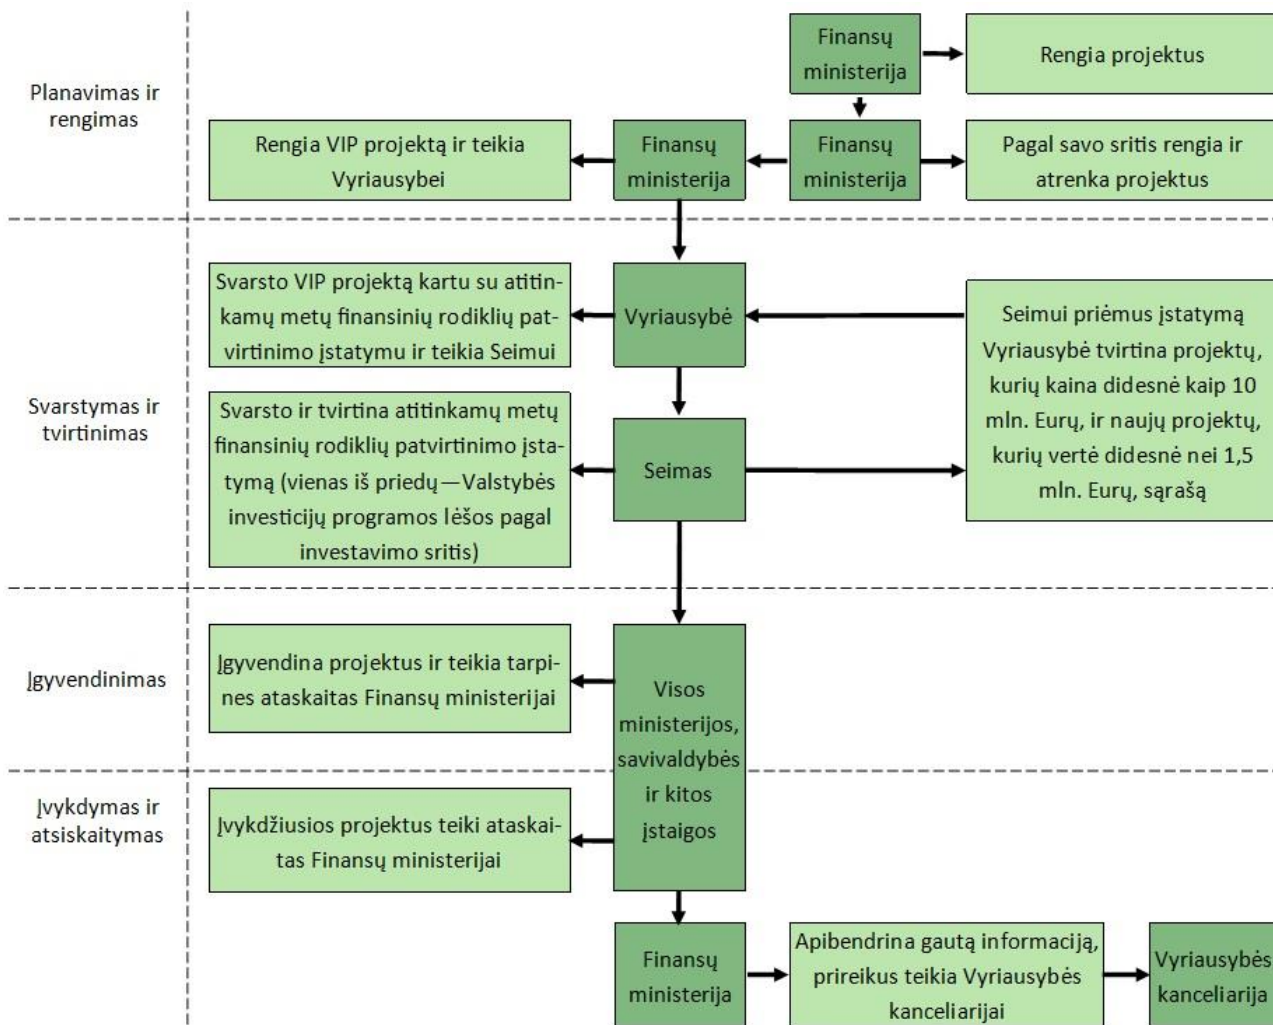 Planavimas ir
rengimas
Finansų
ministerija
Rengia projektus
Rengia VIP projektą ir teikia
Vyriausybei
Finansų
ministerija
Finansų
ministerija
Pagal savo sritis rengia ir
atrenka projektus
Svarstymas ir
tvirtinimas
Svarsto VIP projektą kartu su atitin-
kamų metų finansinių rodiklių pat-
virtinimo įstatymu ir teikia Seimui
Vyriausybė
Seimui priėmus įstatymą
Vyriausybė tvirtina projektų,
kurių kaina didesnė kaip 10
mln. Eurų, ir naujų projektų,
kurių vertė didesnė nei 1,5
mln. Eurų, sąrašą
Svarsto ir tvirtina atitinkamų metų
finansinių rodiklių patvirtinimo įsta-
tymą (vienas iš priedų—Valstybės
investicijų programos lėšos pagal
investavimo sritis)
Seimas
Įgyvendinimas
Įgyvendina projektus ir teikia tarpi-
nes ataskaitas Finansų ministerijai
Visos
ministerijos,
savivaldybės
ir kitos
įstaigos
Įvykdymas ir
atsiskaitymas
Įvykdžiusios projektus teiki ataskai-
tas Finansų ministerijai
Finansų
ministerija
Apibendrina gautą informaciją,
prireikus teikia Vyriausybės
kanceliarijai
Vyriausybės
kanceliarija